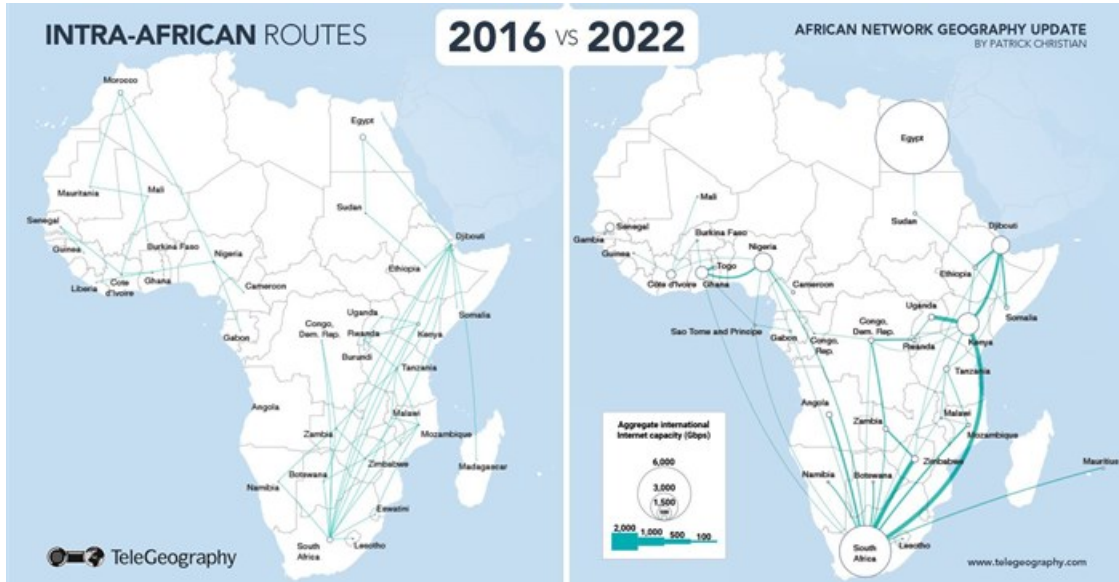 INTRA-AFRICAN ROUTES
2016 VS 2022
AFRICAN NETWORK GEOGRAPHY UPDATE
BY PATRICK CHRISTIAN
Morocco
Egypt
Mauritania
Mali
Sudan
Senegal
Djibouti
Guinea
Burkina Faso
Nigeria
Ethiopia
Liberia
Cote
d'Ivoire
Ghana
Cameroon
Somalia
Uganda
Congo,
Dem. Rep.
Gabon
Rwanda
Kenya
Burundi
Tanzania
Angola
Malawi
Zambia
Mozambique
Zimbabwe
Madagascar
Botswana
Namibia
Eswatini
South
Africa
Lesotho
TeleGeography
Egypt
Mali
Sudan
Senegal
Gambia
Burkina Faso
Nigeria
Djibouti
Guinea
Togo
Ethiopia
Côte d'Ivoire
Ghana
Cameroon
Uganda
Somalia
Sao Tome and Principe
Gabon
Congo,
Rep.
Congo,
Dem. Rep.
Rwanda
Kenya
Tanzania
Angola
Malawi
Zambia
Mozambique
Zimbabwe
Mauritius
Namibia
Botswana
South
Africa
Lesotho
Aggregate international
Internet capacity (Gbps)
6,000
3,000
1,500
2,000
1,000
500
100
www.telegeography.com